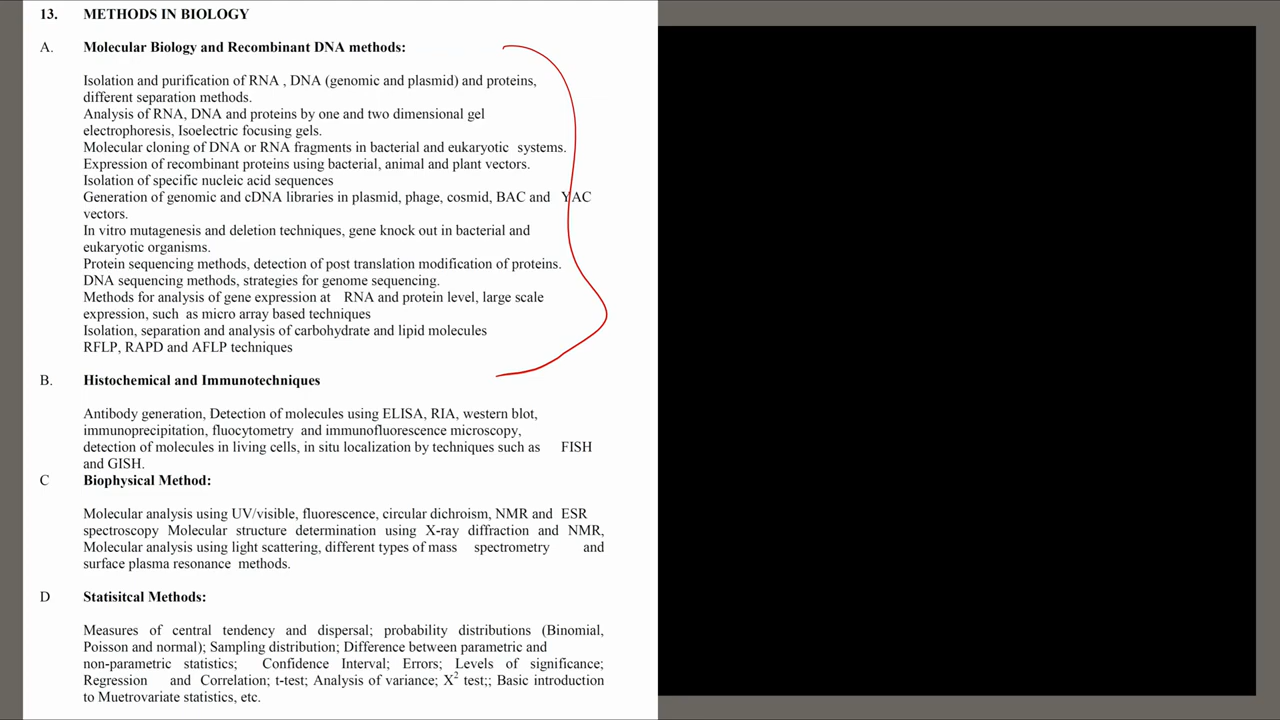 13. METHODS IN BIOLOGY
A. Molecular Biology and Recombinant DNA methods:
Isolation and purification of RNA , DNA (genomic and plasmid) and proteins,
different separation methods.
Analysis of RNA, DNA and proteins by one and two dimensional gel
electrophoresis, Isoelectric focusing gels.
Molecular cloning of DNA or RNA fragments in bacterial and eukaryotic systems.
Expression of recombinant proteins using bacterial, animal and plant vectors.
Isolation of specific nucleic acid sequences
Generation of genomic and cDNA libraries in plasmid, phage, cosmid, BAC and YAC
vectors.
In vitro mutagenesis and deletion techniques, gene knock out in bacterial and
eukaryotic organisms.
Protein sequencing methods, detection of post translation modification of proteins.
DNA sequencing methods, strategies for genome sequencing.
Methods for analysis of gene expression at RNA and protein level, large scale
expression, such as micro array based techniques
Isolation, separation and analysis of carbohydrate and lipid molecules
RFLP, RAPD and AFLP techniques
B. Histochemical and Immunotechniques
Antibody generation, Detection of molecules using ELISA, RIA, western blot,
immunoprecipitation, fluocytometry and immunofluorescence microscopy,
detection of molecules in living cells, in situ localization by techniques such as FISH
and GISH.
C Biophysical Method:
Molecular analysis using UV/visible, fluorescence, circular dichroism, NMR and ESR
spectroscopy Molecular structure determination using X-ray diffraction and NMR,
Molecular analysis using light scattering, different types of mass spectrometry and
surface plasma resonance methods.
D Statisitcal Methods:
Measures of central tendency and dispersal; probability distributions (Binomial,
Poisson and normal); Sampling distribution; Difference between parametric and
non-parametric statistics; Confidence Interval; Errors; Levels of significance;
Regression and Correlation; t-test; Analysis of variance; X² test;; Basic introduction
to Muetrovariate statistics, etc.